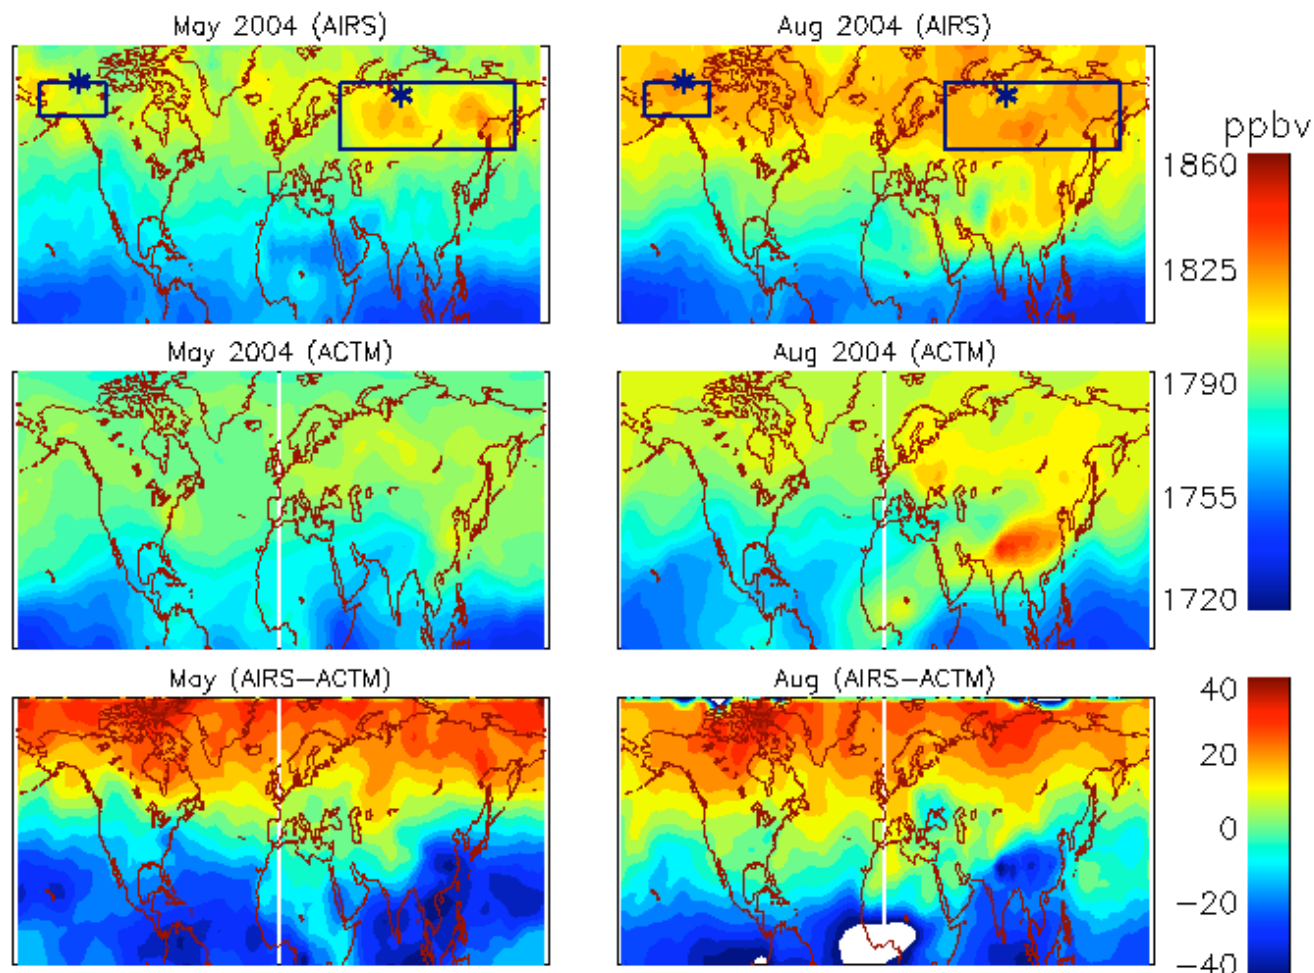 May 2004 (AIRS)
Aug 2004 (AIRS)
ppbv
1860
1825
1790
1755
1720
May 2004 (ACTM)
Aug 2004 (ACTM)
May (AIRS−ACTM)
Aug (AIRS−ACTM)
40
20
0
−20
−40